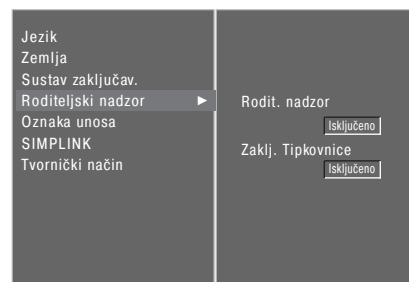 Jezik
Zemlja
Sustav zaključav.
Roditeljski nadzor ►
Oznaka unosa
SIMPLINK
Tvornički način
Rodit. nadzor
Isključeno
Zaklj. Tipkovnice
Isključeno